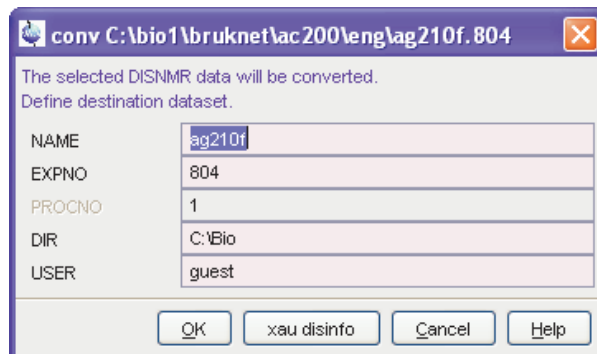 conv C:\bio1\bruknet\ac200\eng\ag210f.804
The selected DISNMR data will be converted.
Define destination dataset.
NAME ag210f
EXPNO 804
PROCNO 1
DIR C:\Bio
USER guest
OK xau disinfo Cancel Help